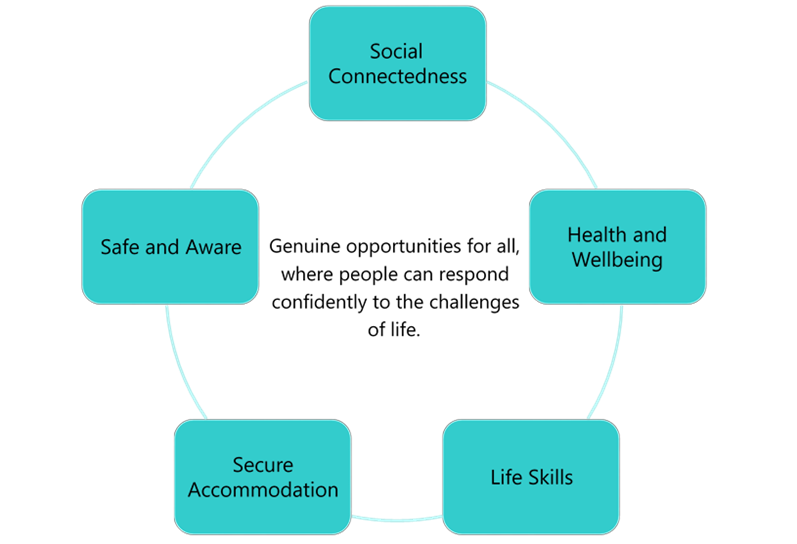 Social
Connectedness
Health and
Wellbeing
Life Skills
Secure
Accommodation
Safe and Aware
Genuine opportunities for all,
where people can respond
confidently to the challenges
of life.